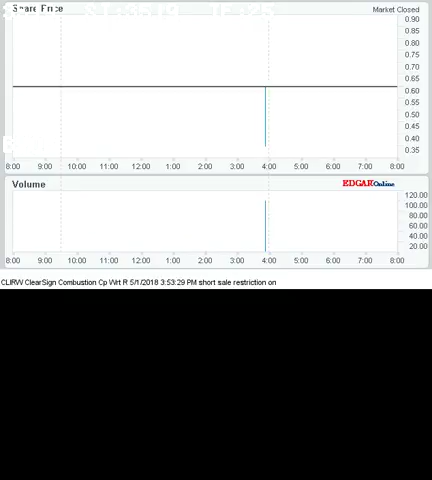 Share Price
Market Closed
0.90
0.85
0.80
0.75
0.70
0.65
0.60
0.55
0.50
0.45
0.40
0.35
8:00 9:00 10:00 11:00 12:00 1:00 2:00 3:00 4:00 5:00 6:00 7:00 8:00
Volume
EDGAROnline
120.00
100.00
80.00
60.00
40.00
20.00
8:00 9:00 10:00 11:00 12:00 1:00 2:00 3:00 4:00 5:00 6:00 7:00 8:00
CLIRW ClearSign Combustion Cp Wrt R 5/1/2018 3:53:29 PM short sale restriction on